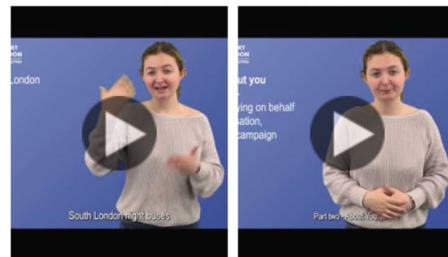 London
South London night buses
ut you
ying on behalf
sation,
campaign
Part two - About You